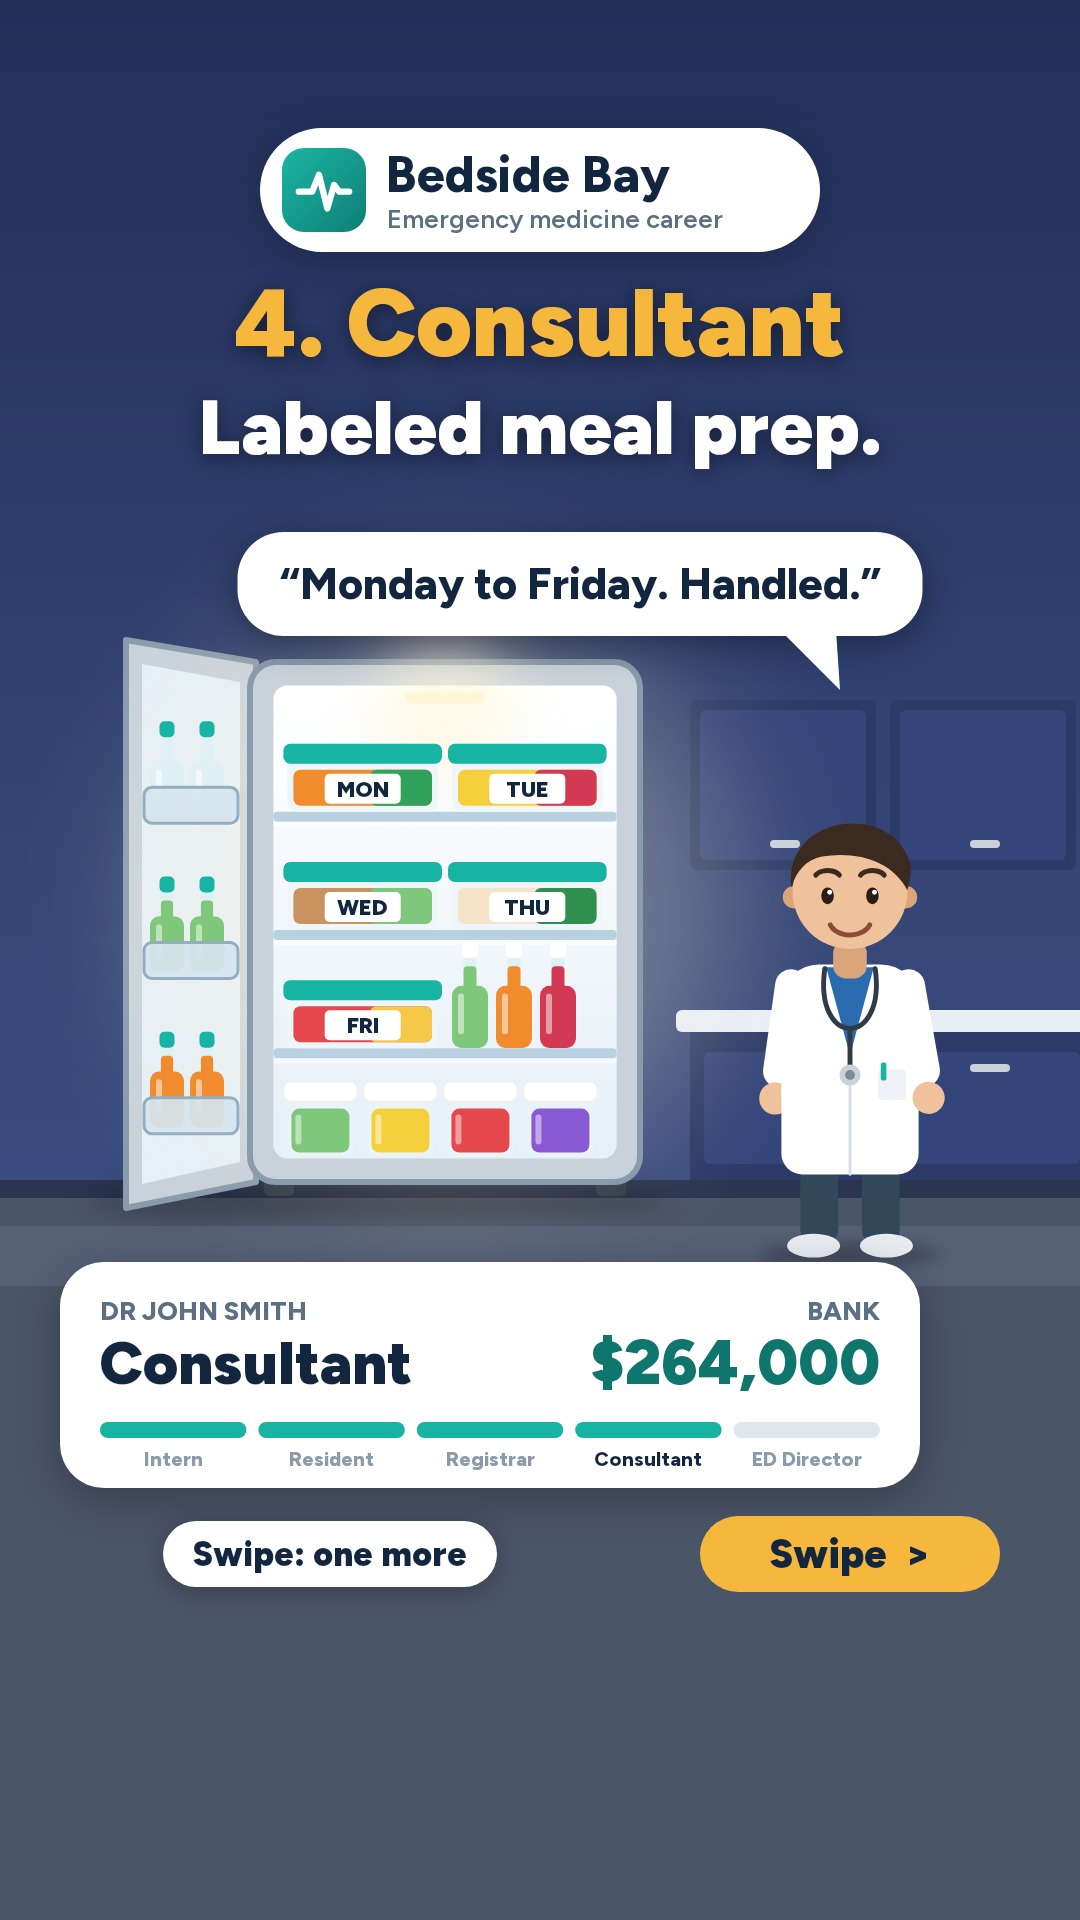 Bedside Bay
Emergency medicine career
4. Consultant
Labeled meal prep.
“Monday to Friday. Handled.”
MON
TUE
WED
THU
FRI
DR JOHN SMITH
BANK
Consultant
$264,000
Intern
Resident
Registrar
Consultant
ED Director
Swipe: one more
Swipe >